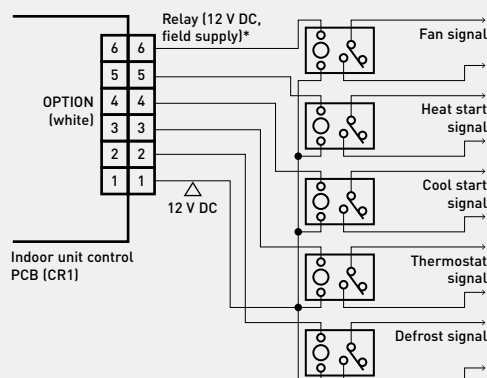 Relay (12 V DC,
field supply)*
Fan signal
6 6
5 5
OPTION
(white)
4 4
3 3
2 2
1 1
12 V DC
Heat start
signal
Cool start
signal
Indoor unit control
PCB (CR1)
Thermostat
signal
Defrost signal